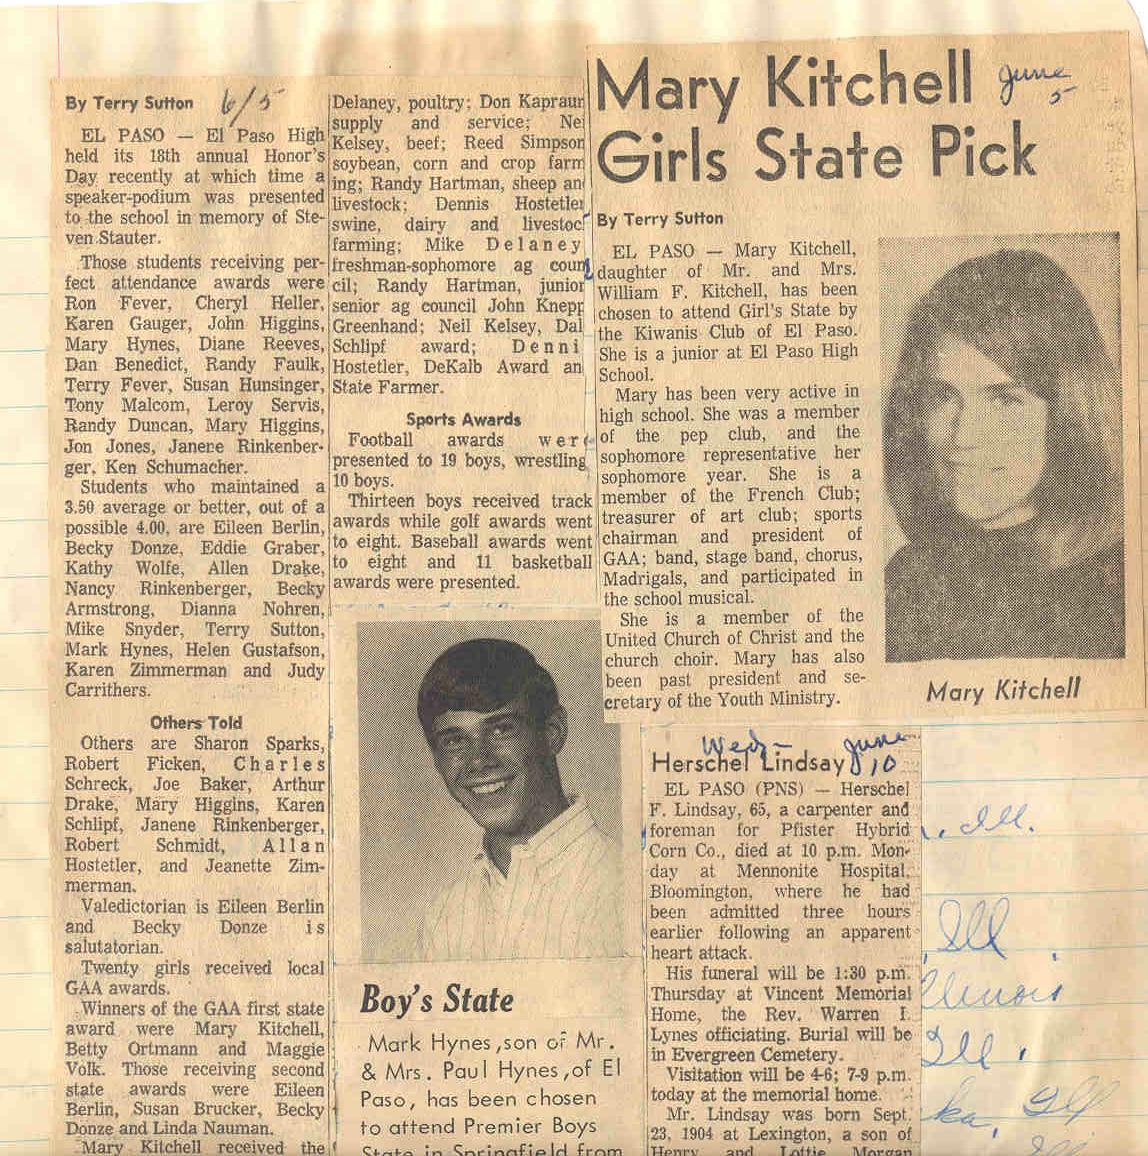 By Terry Sutton 6/5
EL PASO — El Paso High
held its 18th annual Honor's
Day recently at which time a
speaker-podium was presented
to the school in memory of Ste-
ven Stauter.
Those students receiving per-
fect attendance awards were
Ron Fever, Cheryl Heller,
Karen Gauger, John Higgins,
Mary Hynes, Diane Reeves,
Dan Benedict, Randy Faulk,
Terry Fever, Susan Hunsinger,
Tony Malcom, Leroy Servis,
Randy Duncan, Mary Higgins,
Jon Jones, Janene Rinkenber-
ger, Ken Schumacher.
Students who maintained a
3.50 average or better, out of a
possible 4.00, are Eileen Berlin,
Becky Donze, Eddie Graber,
Kathy Wolfe, Allen Drake,
Nancy Rinkenberger, Becky
Armstrong, Dianna Nohren,
Mike Snyder, Terry Sutton,
Mark Hynes, Helen Gustafson,
Karen Zimmerman and Judy
Carrithers.
Others Told
Others are Sharon Sparks,
Robert Ficken, Charles
Schreck, Joe Baker, Arthur
Drake, Mary Higgins, Karen
Schlipf, Janene Rinkenberger,
Robert Schmidt, Allan
Hostetler, and Jeanette Zim-
merman.
Valedictorian is Eileen Berlin
and Becky Donze is
salutatorian.
Twenty girls received local
GAA awards.
Winners of the GAA first state
award were Mary Kitchell,
Betty Ortmann and Maggie
Volk. Those receiving second
state awards were Eileen
Berlin, Susan Brucker, Becky
Donze and Linda Nauman.
Mary Kitchell received the
Delaney, poultry; Don Kapraun
supply and service; Nei
Kelsey, beef; Reed Simpson
soybean, corn and crop farm
ing; Randy Hartman, sheep an
livestock; Dennis Hostetler
swine, dairy and livestoc
farming; Mike Delaney
freshman-sophomore ag coun
cil; Randy Hartman, junior
senior ag council John Knepp
Greenhand; Neil Kelsey, Dal
Schlipf award; Denni
Hostetler, DeKalb Award an
State Farmer.
Sports Awards
Football awards were
presented to 19 boys, wrestling
10 boys.
Thirteen boys received track
awards while golf awards went
to eight. Baseball awards went
to eight and 11 basketball
awards were presented.
Boy's State
Mark Hynes, son of Mr.
& Mrs. Paul Hynes, of El
Paso, has been chosen
to attend Premier Boys
State in Springfield from
Mary Kitchell June
Girls State Pick 5
By Terry Sutton
EL PASO — Mary Kitchell,
daughter of Mr. and Mrs.
William F. Kitchell, has been
chosen to attend Girl's State by
the Kiwanis Club of El Paso.
She is a junior at El Paso High
School.
Mary has been very active in
high school. She was a member
of the pep club, and the
sophomore representative her
sophomore year. She is a
member of the French Club;
treasurer of art club; sports
chairman and president of
GAA; band, stage band, chorus,
Madrigals, and participated in
the school musical.
She is a member of the
United Church of Christ and the
church choir. Mary has also
been past president and se-
cretary of the Youth Ministry.
Mary Kitchell
Wed- June
Herschel Lindsay 10
EL PASO (PNS) — Herschel
F. Lindsay, 65, a carpenter and
foreman for Pfister Hybrid
Corn Co., died at 10 p.m. Mon-
day at Mennonite Hospital,
Bloomington, where he had
been admitted three hours
earlier following an apparent
heart attack.
His funeral will be 1:30 p.m.
Thursday at Vincent Memorial
Home, the Rev. Warren I.
Lynes officiating. Burial will be
in Evergreen Cemetery.
Visitation will be 4-6; 7-9 p.m.
today at the memorial home.
Mr. Lindsay was born Sept.
23, 1904 at Lexington, a son of
Henry and Lottie Morgan
, Ill.
, Ill
llinois
Ill.
ka, Ill
Ill